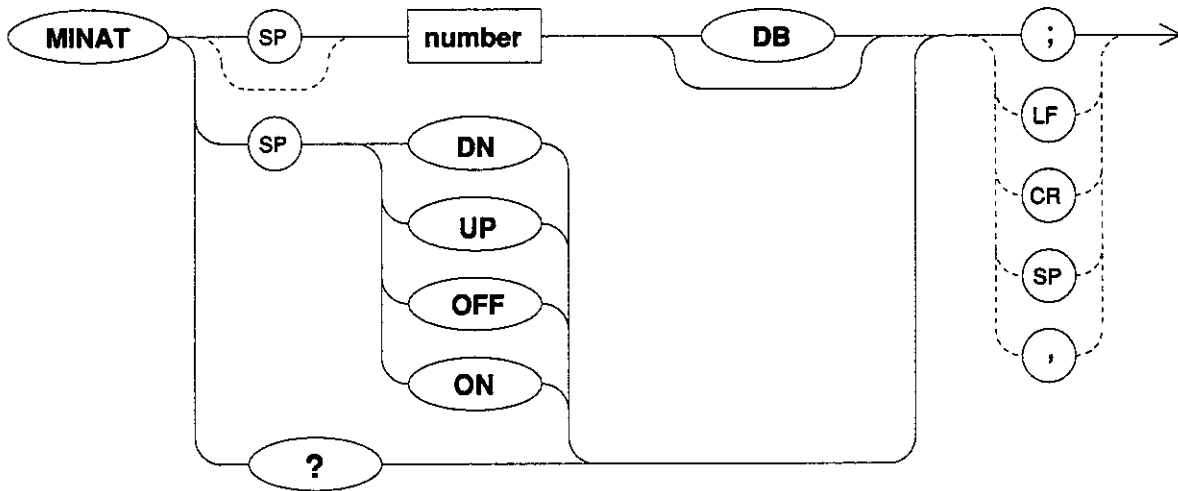 MINAT SP number DB ;
LF
SP DN
CR
UP
SP
OFF
,
ON
?